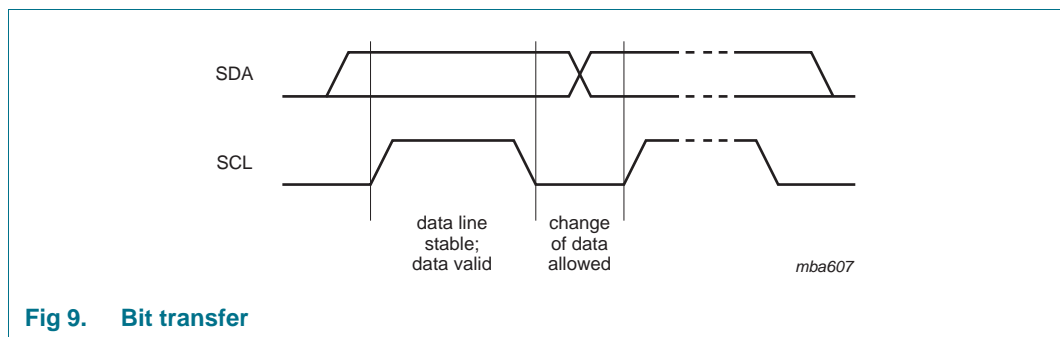 SDA
SCL
data line
stable;
data valid
change
of data
allowed
mba607
Fig 9. Bit transfer